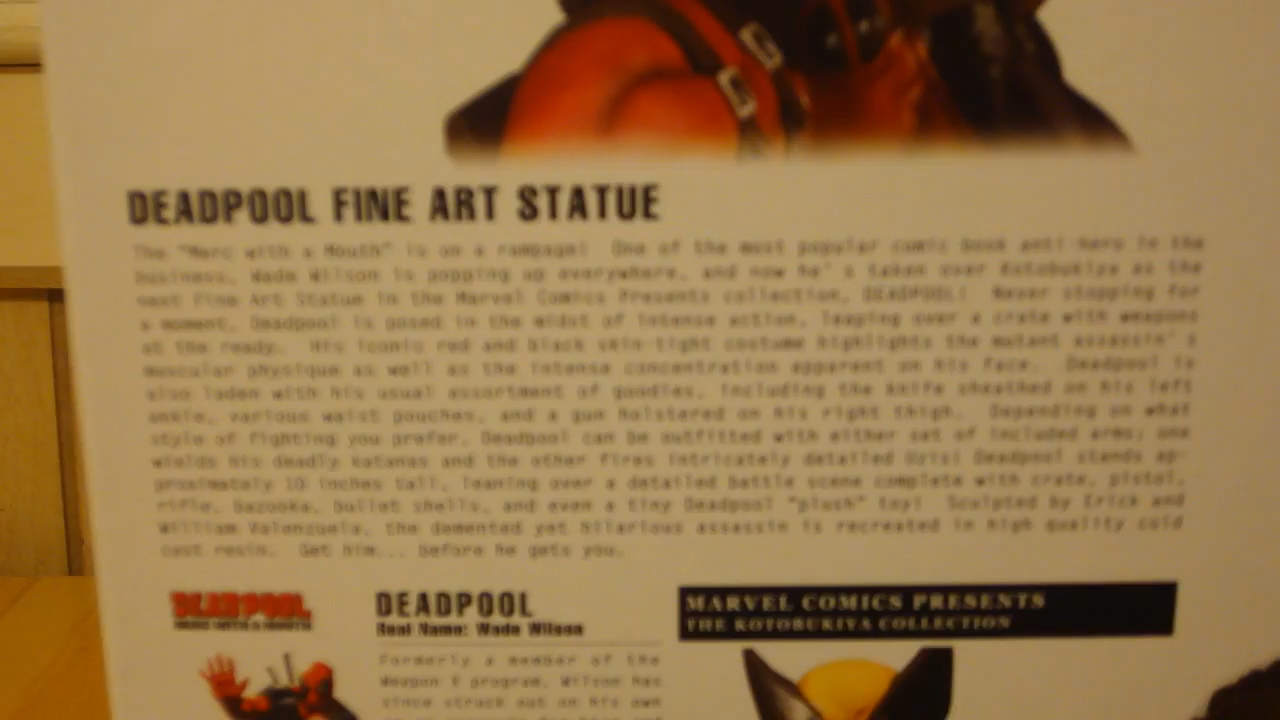 DEADPOOL FINE ART STATUE
The "Merc with a Mouth" is on a rampage! One of the most popular comic book anti-hero in the
business, Wade Wilson is popping up everywhere, and now he's taken over Kotobukiya as the
next Fine Art Statue in the Marvel Comics Presents collection, DEADPOOL! Never stopping for
a moment, Deadpool is posed in the midst of intense action, leaping over a crate with weapons
at the ready. His iconic red and black skin-tight costume highlights the mutant assassin's
muscular physique as well as the intense concentration apparent on his face. Deadpool is
also laden with his usual assortment of goodies, including the knife sheathed on his left
ankle, various waist pouches, and a gun holstered on his right thigh. Depending on what
style of fighting you prefer, Deadpool can be outfitted with either set of included arms; one
wields his deadly katanas and the other fires intricately detailed Uzis! Deadpool stands ap-
proximately 10 inches tall, leaning over a detailed battle scene complete with crate, pistol,
rifle, bazooka, bullet shells, and even a tiny Deadpool "plush" toy! Sculpted by Erick and
William Valenzuela, the demented yet hilarious assassin is recreated in high quality cold
cast resin. Get him... before he gets you.
DEADPOOL
DEADPOOL
Real Name: Wade Wilson
Formerly a member of the
Weapon X program, Wilson has
since struck out on his own
MARVEL COMICS PRESENTS
THE KOTOBUKIYA COLLECTION